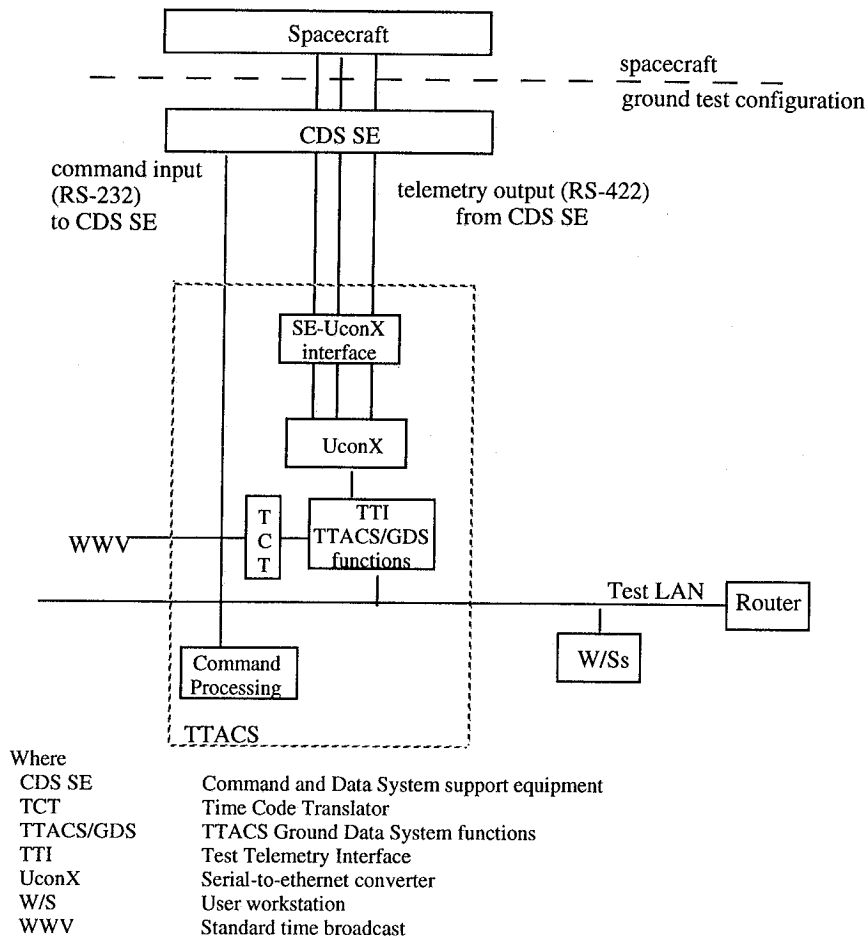 Spacecraft
spacecraft
ground test configuration
CDS SE
command input
(RS-232)
to CDS SE
telemetry output (RS-422)
from CDS SE
SE-UconX
interface
UconX
T
C
T
TTI
TTACS/GDS
functions
WWV
Test LAN
Router
W/Ss
Command
Processing
TTACS
Where
CDS SE Command and Data System support equipment
TCT Time Code Translator
TTACS/GDS TTACS Ground Data System functions
TTI Test Telemetry Interface
UconX Serial-to-ethernet converter
W/S User workstation
WWV Standard time broadcast